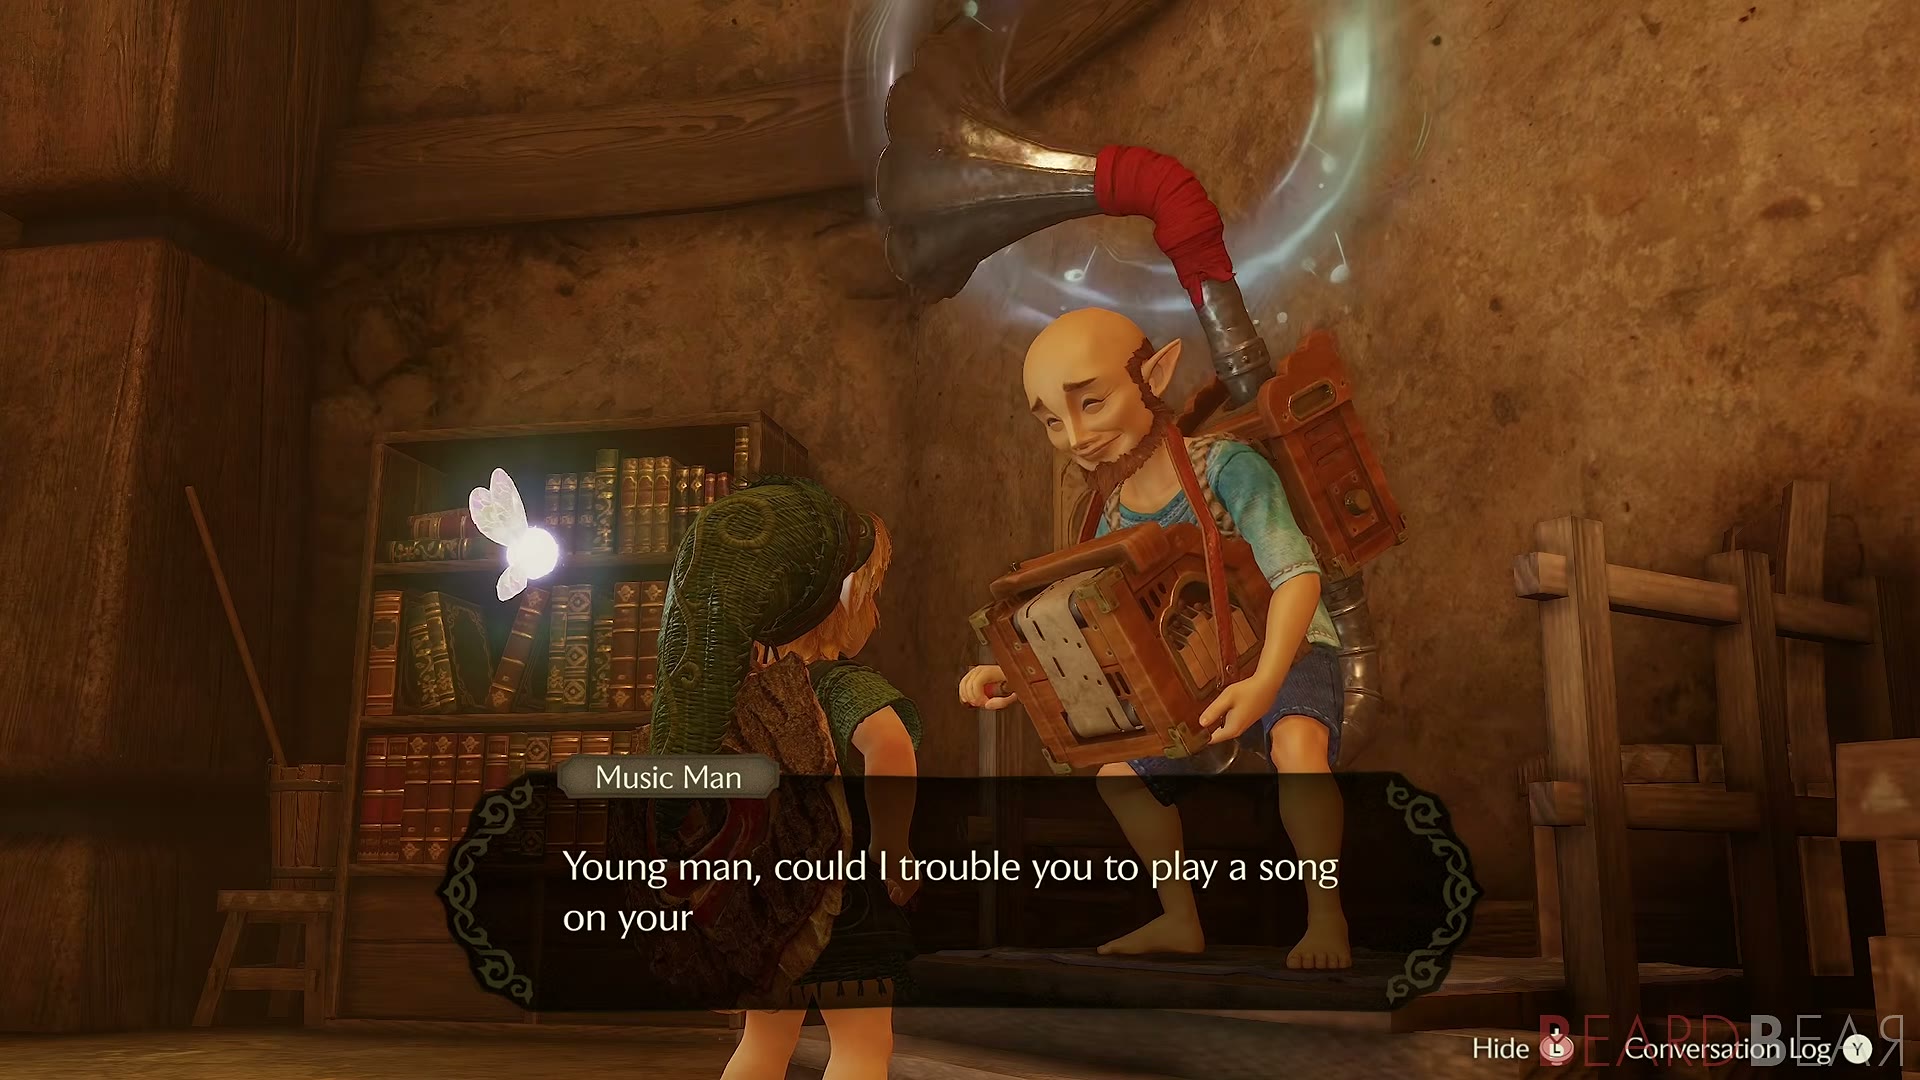 Music Man
Young man, could I trouble you to play a song
on your
Hide L Conversation Log Y
BEARDBEAR